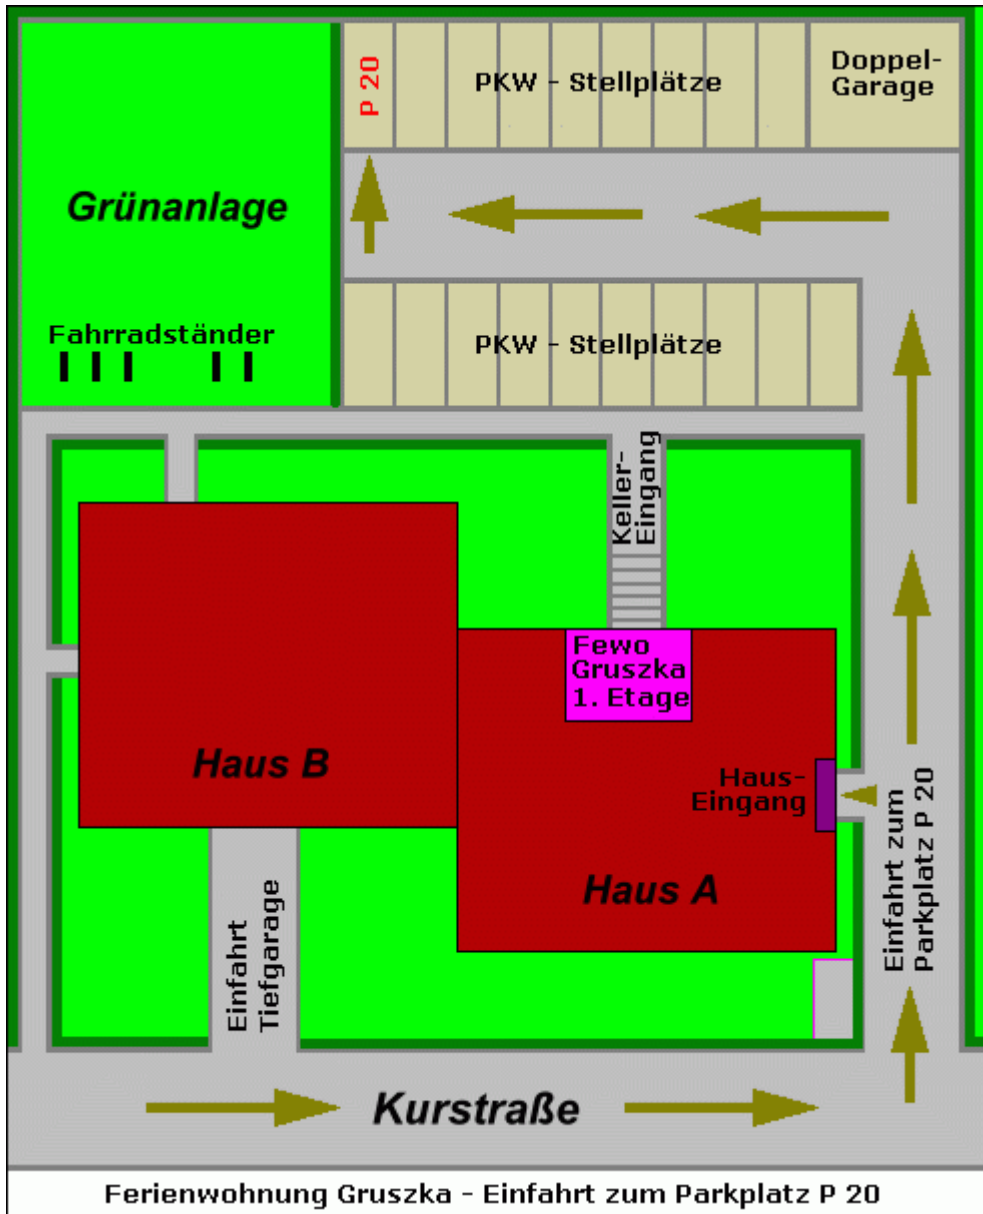 P 20
PKW - Stellplätze
Doppel-
Garage
Grünanlage
Fahrradständer
PKW - Stellplätze
Keller-
Eingang
Fewo
Gruszka
1. Etage
Haus B
Haus-
Eingang
Haus A
Einfahrt zum
Parkplatz P 20
Einfahrt
Tiefgarage
Kurstraße
Ferienwohnung Gruszka - Einfahrt zum Parkplatz P 20